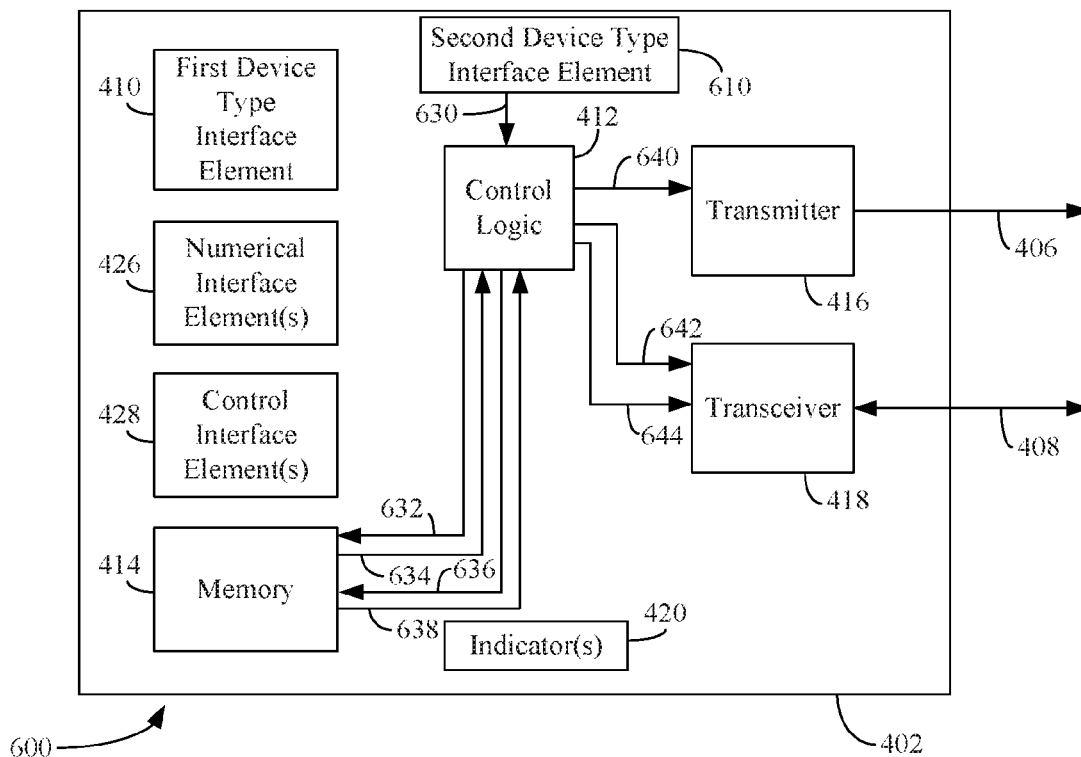 Second Device Type
Interface Element
610
410
First Device
Type
Interface
Element
630
412
Control
Logic
640
Transmitter
406
416
426
Numerical
Interface
Element(s)
642
Transceiver
644
408
418
428
Control
Interface
Element(s)
632
414
Memory
634
636
638
420
Indicator(s)
600
402